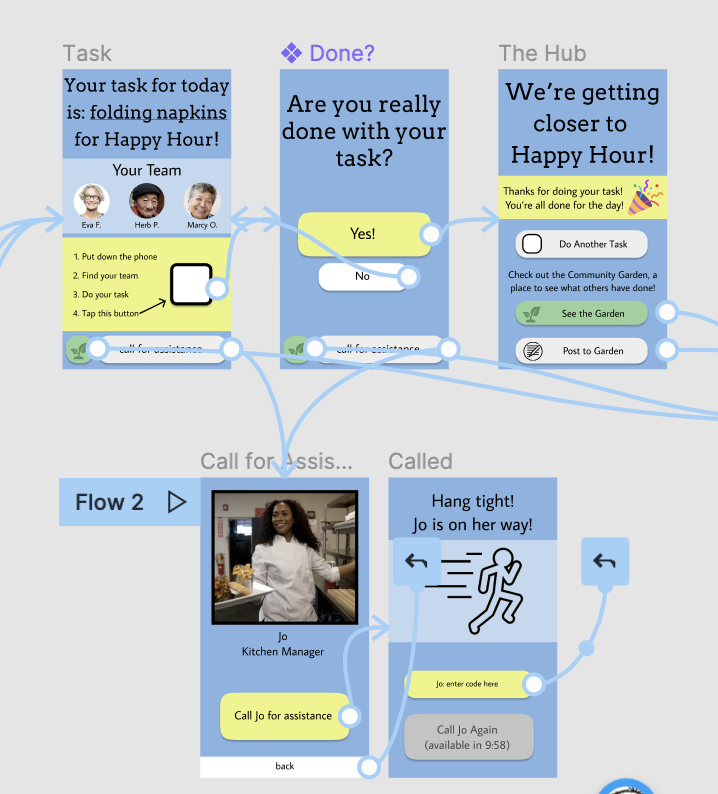 Task
Done?
The Hub
Your task for today
is: folding napkins
for Happy Hour!
Your Team
Eva F.
Herb P.
Marcy O.
1. Put down the phone
2. Find your team
3. Do your task
4. Tap this button
call for assistance
Are you really
done with your
task?
Yes!
No
call for assistance
We're getting
closer to
Happy Hour!
Thanks for doing your task!
You're all done for the day!
Do Another Task
Check out the Community Garden, a
place to see what others have done!
See the Garden
Post to Garden
Call for Assis...
Called
Flow 2
Jo
Kitchen Manager
Call Jo for assistance
back
Hang tight!
Jo is on her way!
Jo: enter code here
Call Jo Again
(available in 9:58)